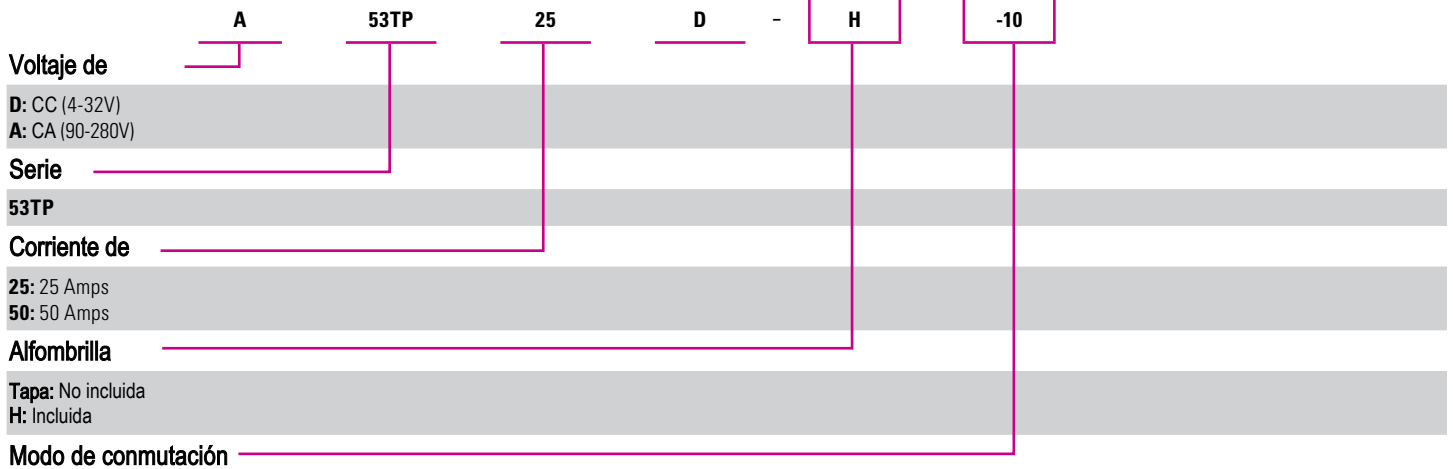 A 53TP 25 D - H -10
Voltaje de
D: CC (4-32V)
A: CA (90-280V)
Serie
53TP
Corriente de
25: 25 Amps
50: 50 Amps
Alfombrilla
Tapa: No incluida
H: Incluida
Modo de conmutación